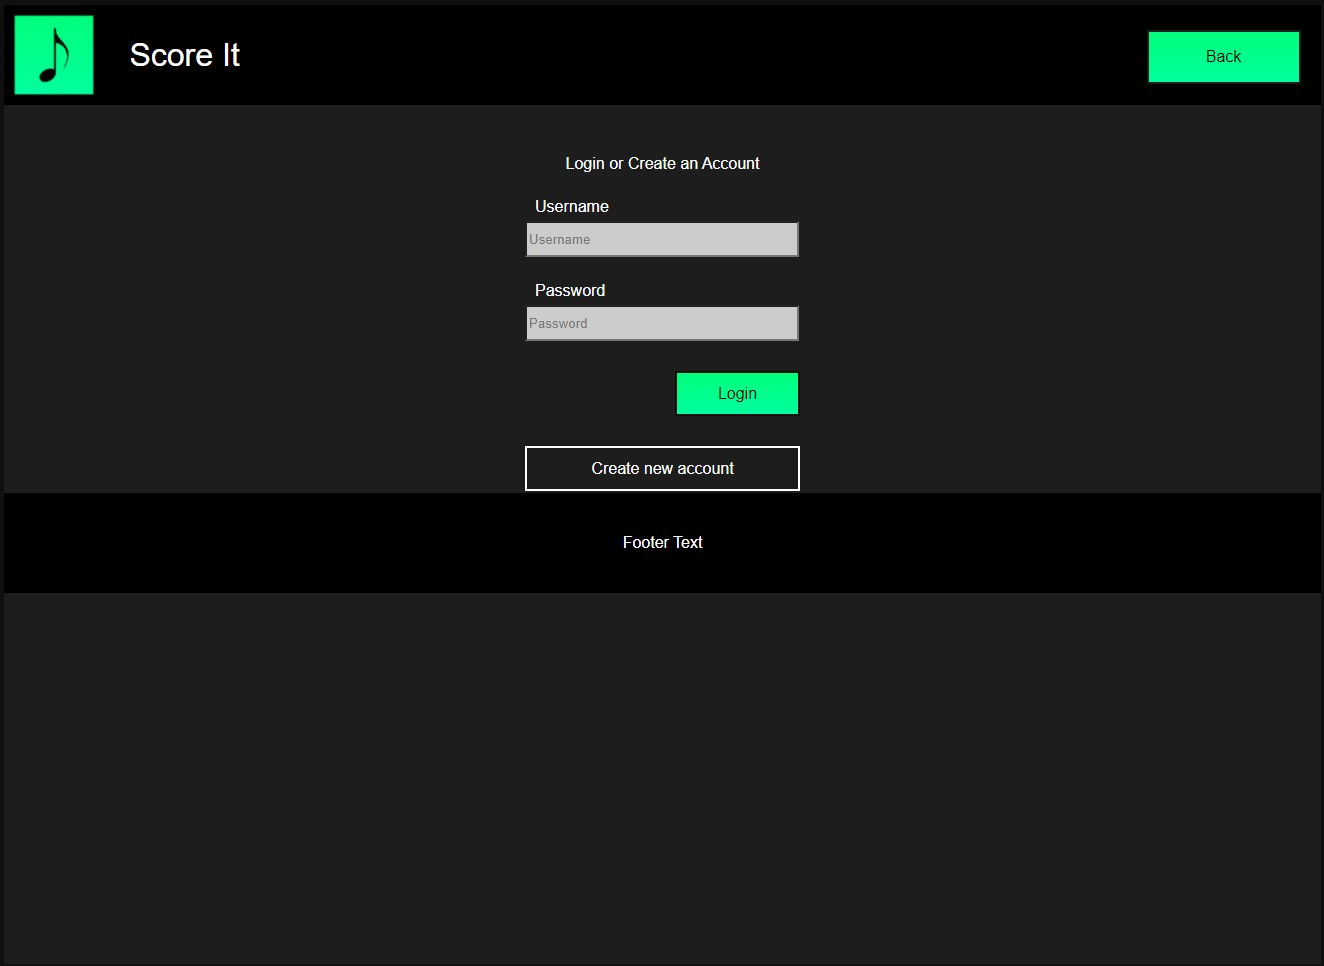 Score It
Back
Login or Create an Account
Username
Username
Password
Password
Login
Create new account
Footer Text